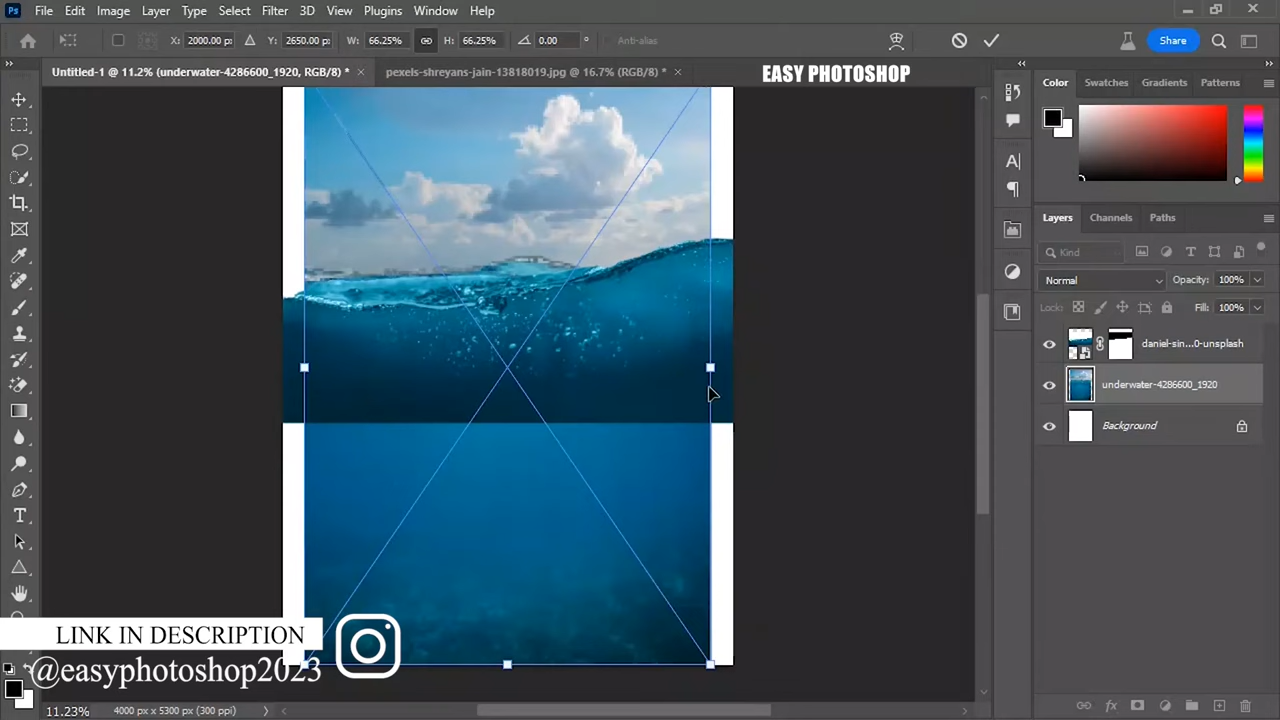 Ps File Edit Image Layer Type Select Filter 3D View Plugins Window Help
X: 2000.00 px Y: 2650.00 px W: 66.25% H: 66.25% 0.00 ° Anti-alias Share
Untitled-1 @ 11.2% (underwater-4286600_1920, RGB/8) * × pexels-shreyans-jain-13818019.jpg @ 16.7% (RGB/8) * ×
EASY PHOTOSHOP
Color Swatches Gradients Patterns
Layers Channels Paths
Kind
Normal Opacity: 100%
Lock: Fill: 100%
daniel-sin...0-unsplash
underwater-4286600_1920
Background
LINK IN DESCRIPTION
@easyphotoshop2023
11.23% 4000 px x 5300 px (300 ppi)